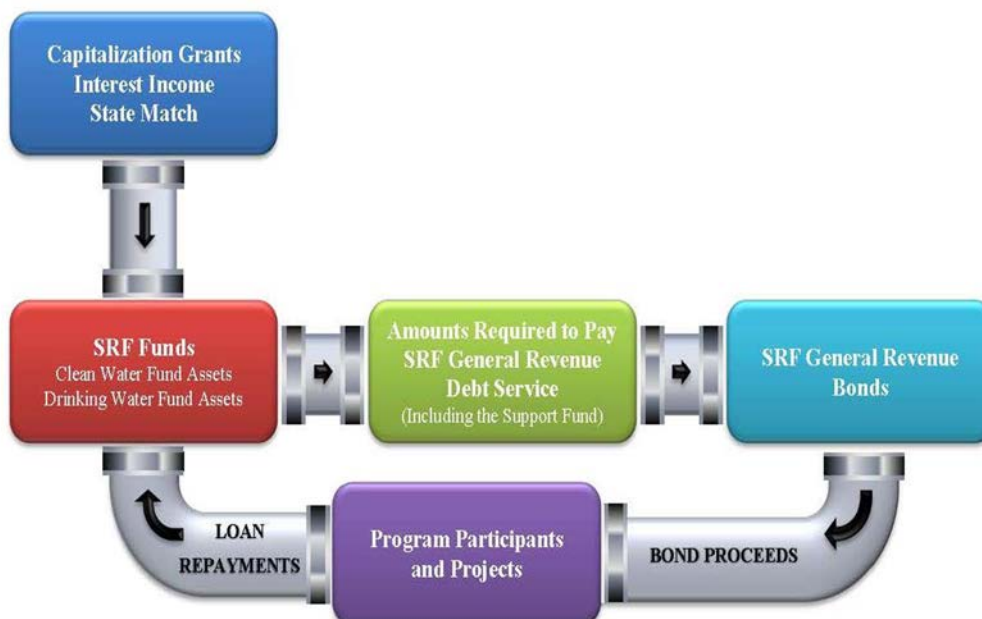 Capitalization Grants
Interest Income
State Match
SRF Funds
Clean Water Fund Assets
Drinking Water Fund Assets
Amounts Required to Pay
SRF General Revenue
Debt Service
(Including the Support Fund)
SRF General Revenue
Bonds
LOAN
REPAYMENTS
Program Participants
and Projects
BOND PROCEEDS